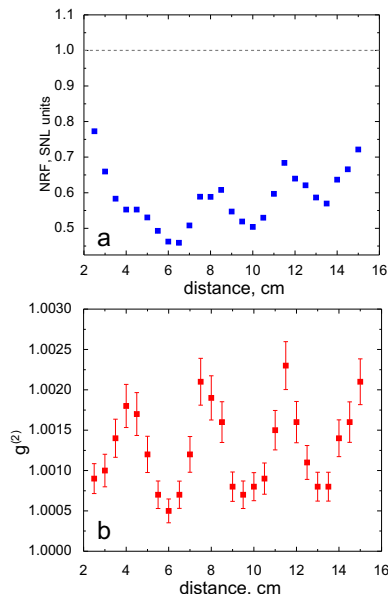 1.1
1.0
0.9
0.8
0.7
0.6
0.5
NRF, SNL units
a
2 4 6 8 10 12 14 16
distance, cm
1.0030
1.0025
1.0020
1.0015
1.0010
1.0005
1.0000
g(2)
b
2 4 6 8 10 12 14 16
distance, cm